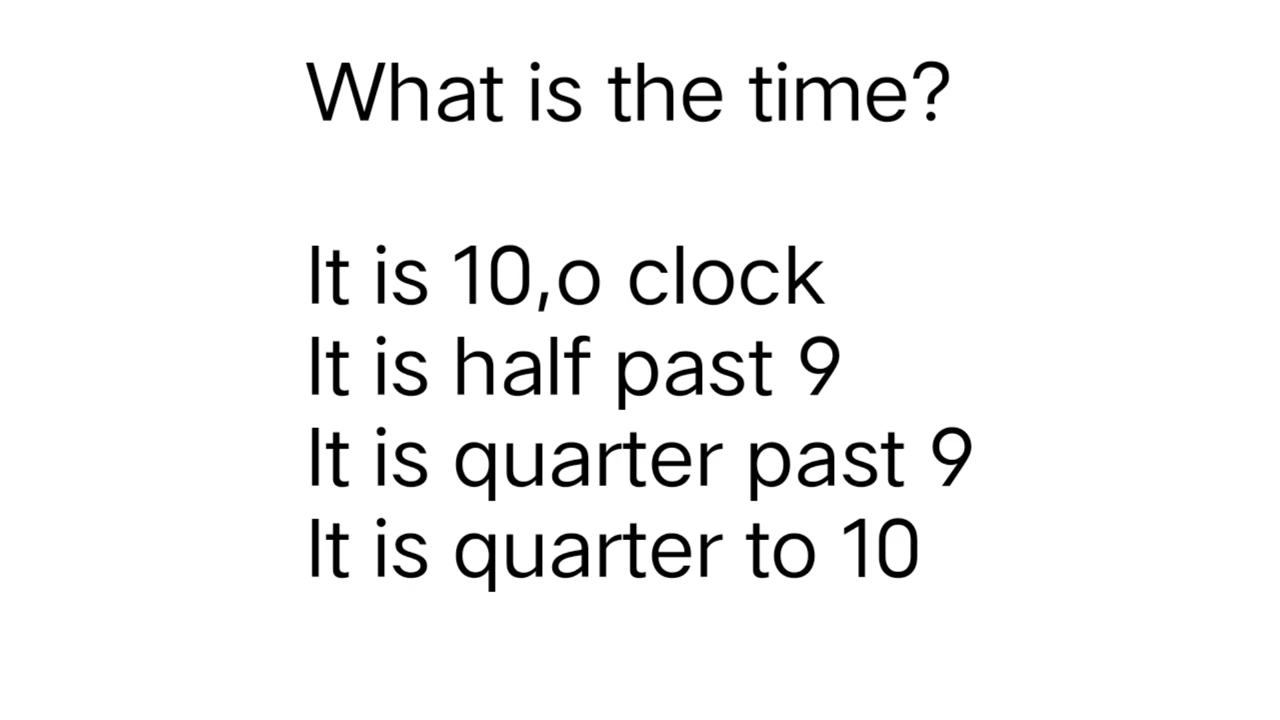 What is the time?
It is 10,o clock
It is half past 9
It is quarter past 9
It is quarter to 10